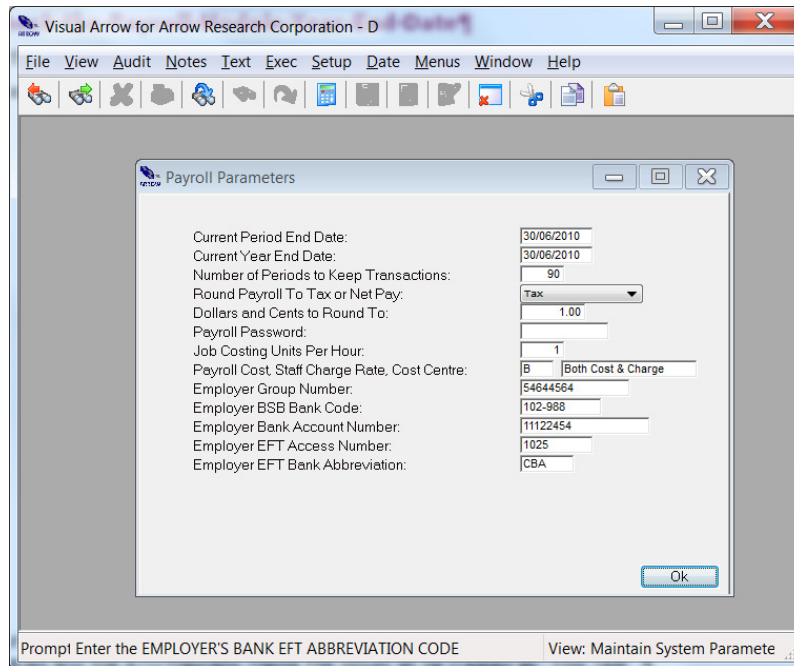 Visual Arrow for Arrow Research Corporation - D
File View Audit Notes Text Exec Setup Date Menus Window Help
Payroll Parameters
Current Period End Date: 30/06/2010
Current Year End Date: 30/06/2010
Number of Periods to Keep Transactions: 90
Round Payroll To Tax or Net Pay: Tax
Dollars and Cents to Round To: 1.00
Payroll Password:
Job Costing Units Per Hour: 1
Payroll Cost, Staff Charge Rate, Cost Centre: B Both Cost & Charge
Employer Group Number: 54644564
Employer BSB Bank Code: 102-988
Employer Bank Account Number: 11122454
Employer EFT Access Number: 1025
Employer EFT Bank Abbreviation: CBA
Ok
Prompt Enter the EMPLOYER'S BANK EFT ABBREVIATION CODE View: Maintain System Paramete